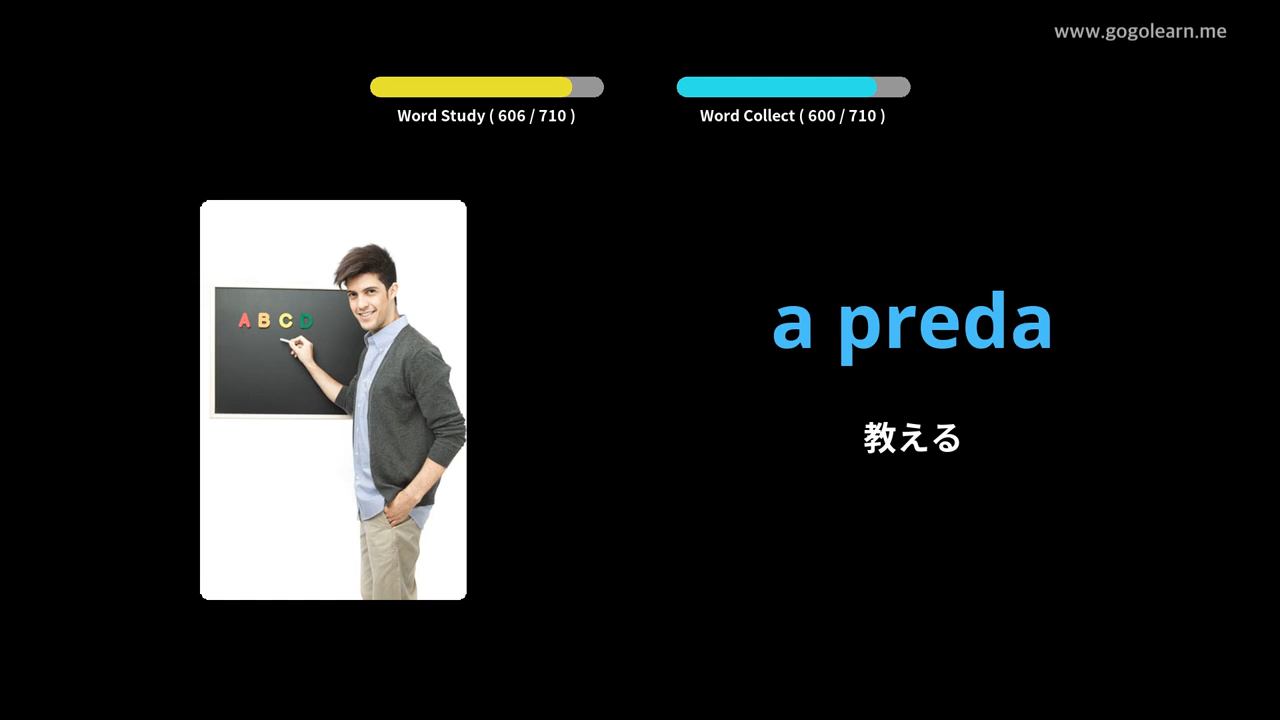 www.gogolearn.me
Word Study ( 606 / 710 )
Word Collect ( 600 / 710 )
A B C D
a preda
教える